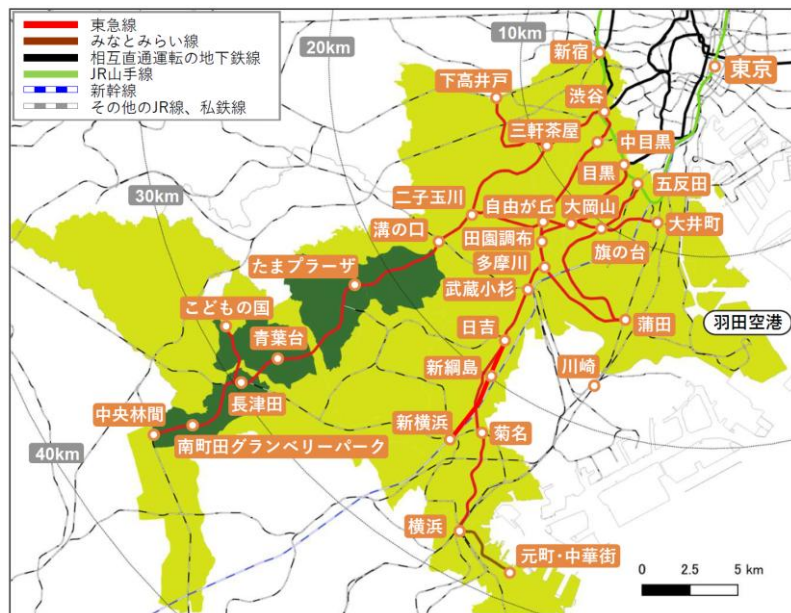 東急線
みなとみらい線
相互直通運転の地下鉄線
JR山手線
新幹線
その他のJR線、私鉄線
20km
10km
新宿
東京
下高井戸
渋谷
三軒茶屋
中目黒
目黒
30km
五反田
二子玉川
自由が丘
大岡山
大井町
溝の口
田園調布
旗の台
たまプラーザ
多摩川
武蔵小杉
こどもの国
日吉
蒲田
羽田空港
青葉台
新綱島
川崎
長津田
中央林間
新横浜
菊名
南町田グランベリーパーク
40km
横浜
元町・中華街
0 2.5 5 km